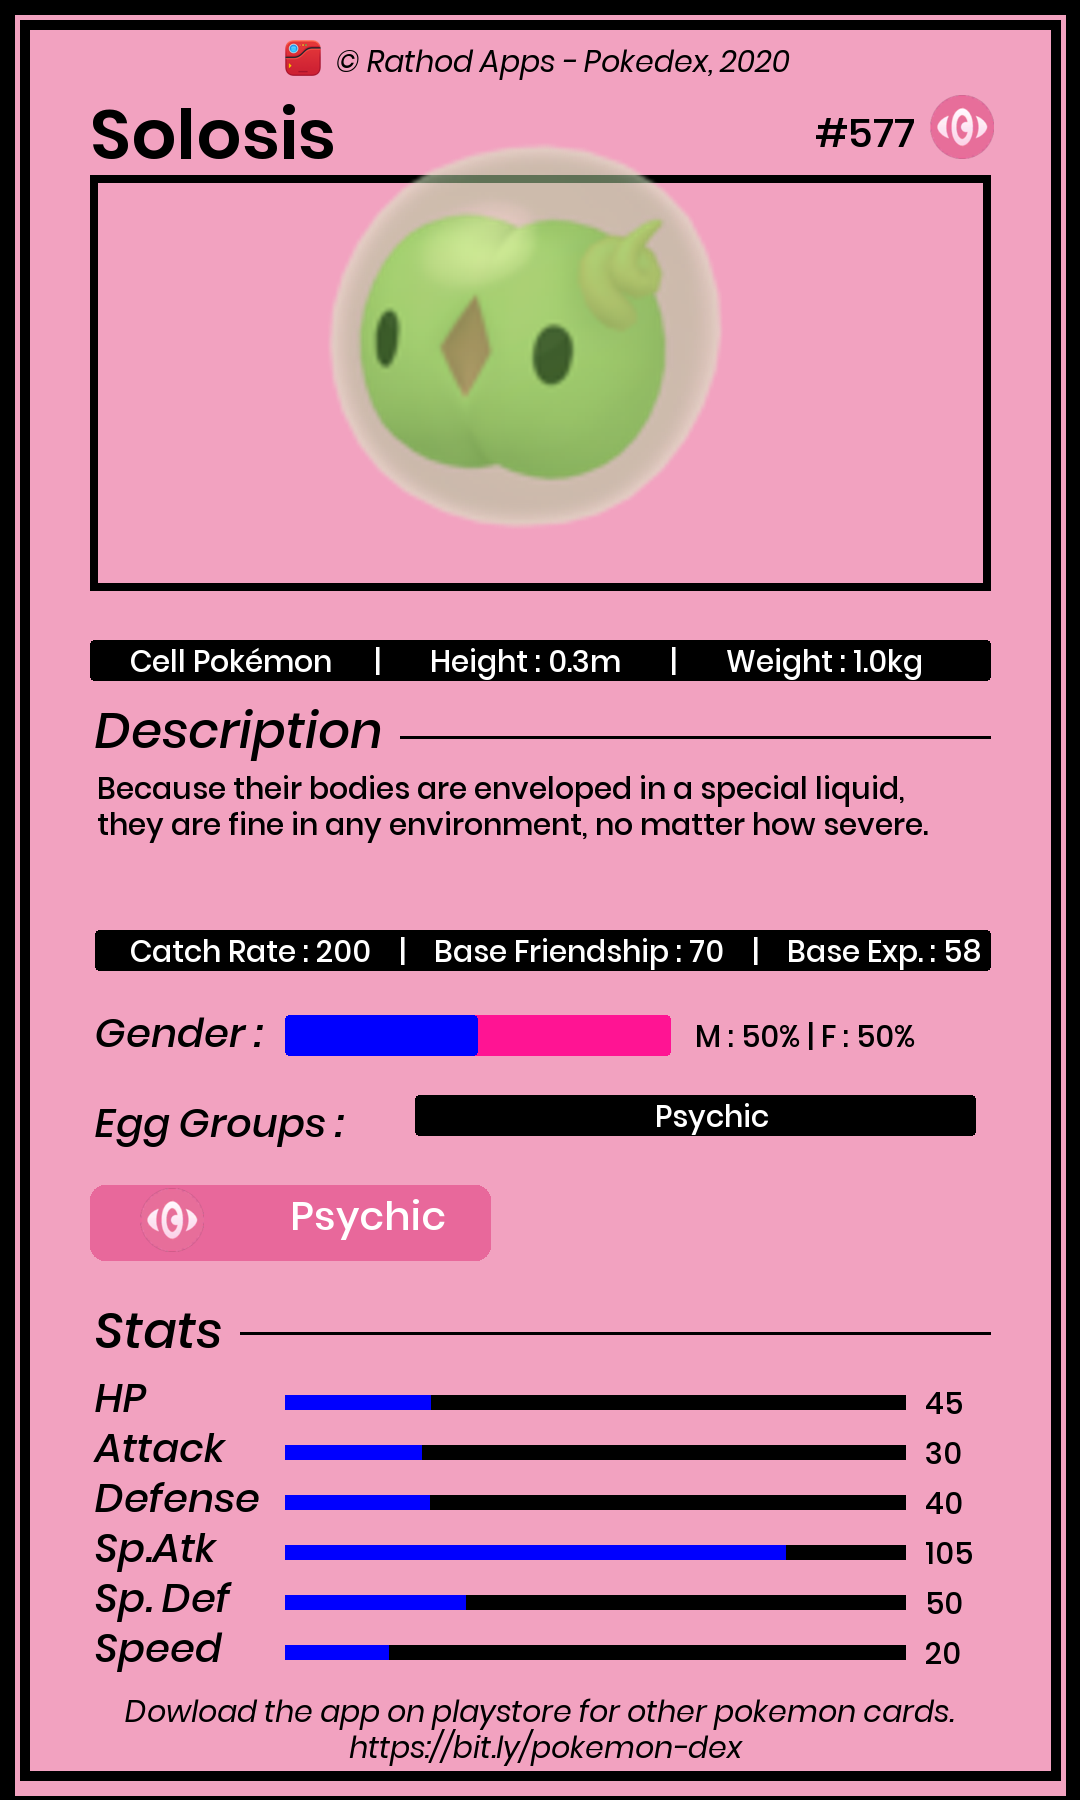 © Rathod Apps - Pokedex, 2020
Solosis #577
Cell Pokémon | Height : 0.3m | Weight : 1.0kg
Description
Because their bodies are enveloped in a special liquid,
they are fine in any environment, no matter how severe.
Catch Rate : 200 | Base Friendship : 70 | Base Exp. : 58
Gender : M : 50% | F : 50%
Egg Groups : Psychic
Psychic
Stats
HP 45
Attack 30
Defense 40
Sp.Atk 105
Sp. Def 50
Speed 20
Dowload the app on playstore for other pokemon cards.
https://bit.ly/pokemon-dex